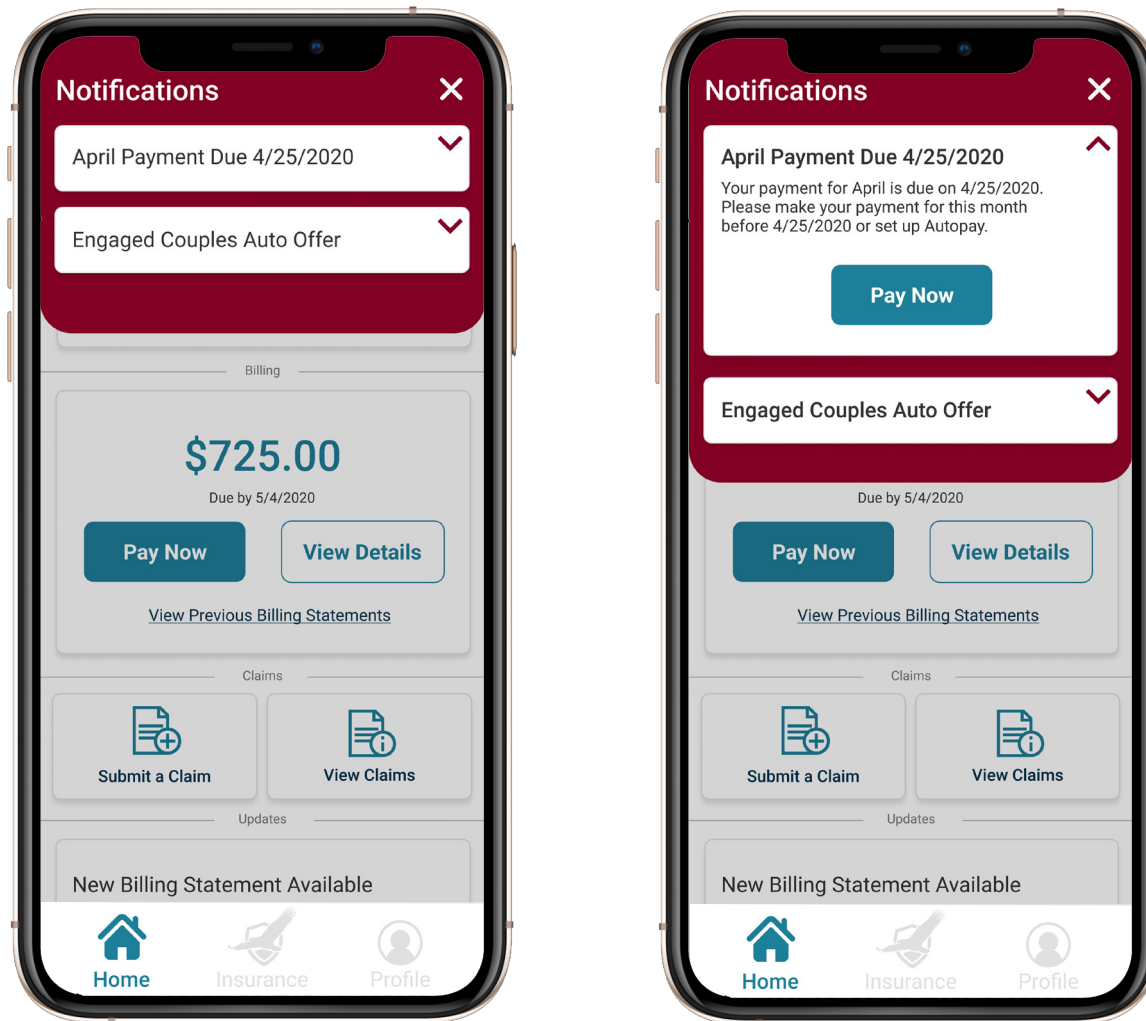 Notifications
April Payment Due 4/25/2020
Engaged Couples Auto Offer
Billing
$725.00
Due by 5/4/2020
Pay Now
View Details
View Previous Billing Statements
Claims
Submit a Claim
View Claims
Updates
New Billing Statement Available
Home
Insurance
Profile
Notifications
April Payment Due 4/25/2020
Your payment for April is due on 4/25/2020.
Please make your payment for this month
before 4/25/2020 or set up Autopay.
Pay Now
Engaged Couples Auto Offer
Due by 5/4/2020
Pay Now
View Details
View Previous Billing Statements
Claims
Submit a Claim
View Claims
Updates
New Billing Statement Available
Home
Insurance
Profile